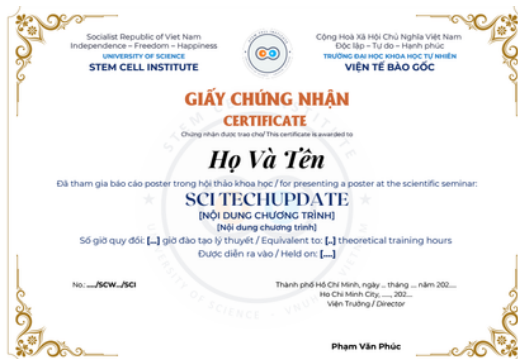 Socialist Republic of Viet Nam
Independence – Freedom – Happiness
UNIVERSITY OF SCIENCE
STEM CELL INSTITUTE
Cộng Hoà Xã Hội Chủ Nghĩa Việt Nam
Độc lập – Tự do – Hạnh phúc
TRƯỜNG ĐẠI HỌC KHOA HỌC TỰ NHIÊN
VIỆN TẾ BÀO GỐC
GIẤY CHỨNG NHẬN
CERTIFICATE
Chứng nhận được trao cho/ This certificate is awarded to
Họ Và Tên
Đã tham gia báo cáo poster trong hội thảo khoa học / for presenting a poster at the scientific seminar:
SCI TECHUPDATE
[NỘI DUNG CHƯƠNG TRÌNH]
[Nội dung chương trình]
Số giờ quy đổi: [...] giờ đào tạo lý thuyết / Equivalent to: [..] theoretical training hours
Được diễn ra vào / Held on: [....]
No.: ..../SCW.../SCI
Thành phố Hồ Chí Minh, ngày ... tháng .... năm 202....
Ho Chi Minh City, ....., 202....
Viện Trưởng / Director
Phạm Văn Phúc